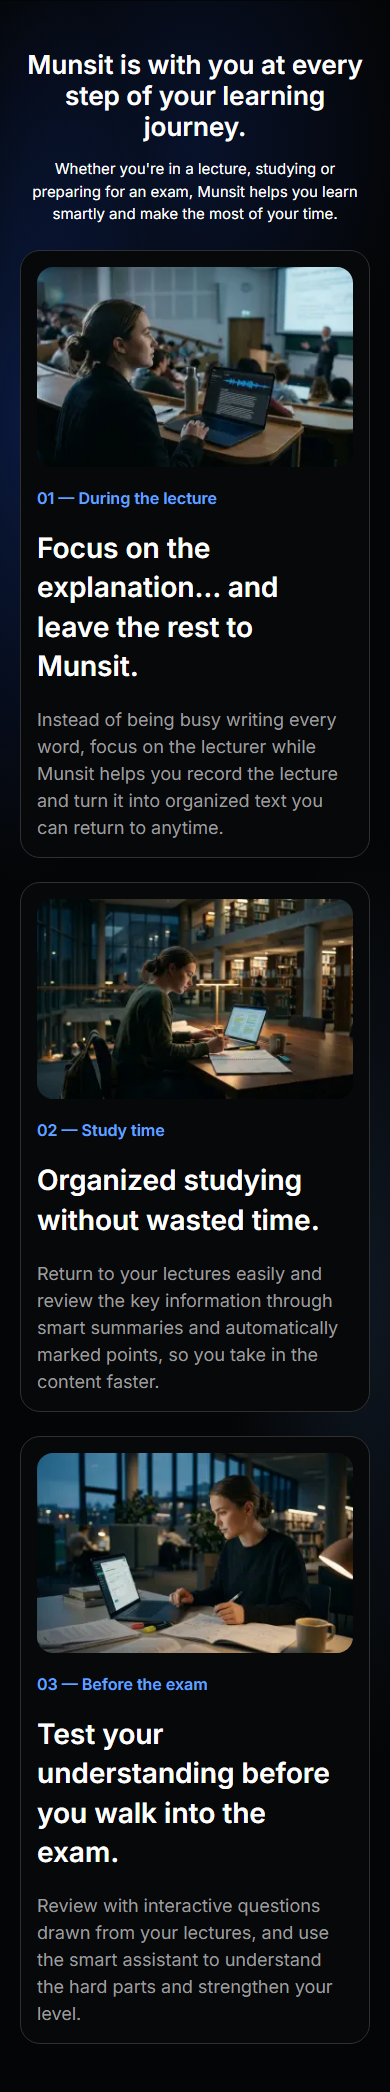 Munsit is with you at every
step of your learning
journey.
Whether you're in a lecture, studying or
preparing for an exam, Munsit helps you learn
smartly and make the most of your time.
01 — During the lecture
Focus on the
explanation... and
leave the rest to
Munsit.
Instead of being busy writing every
word, focus on the lecturer while
Munsit helps you record the lecture
and turn it into organized text you
can return to anytime.
02 — Study time
Organized studying
without wasted time.
Return to your lectures easily and
review the key information through
smart summaries and automatically
marked points, so you take in the
content faster.
03 — Before the exam
Test your
understanding before
you walk into the
exam.
Review with interactive questions
drawn from your lectures, and use
the smart assistant to understand
the hard parts and strengthen your
level.